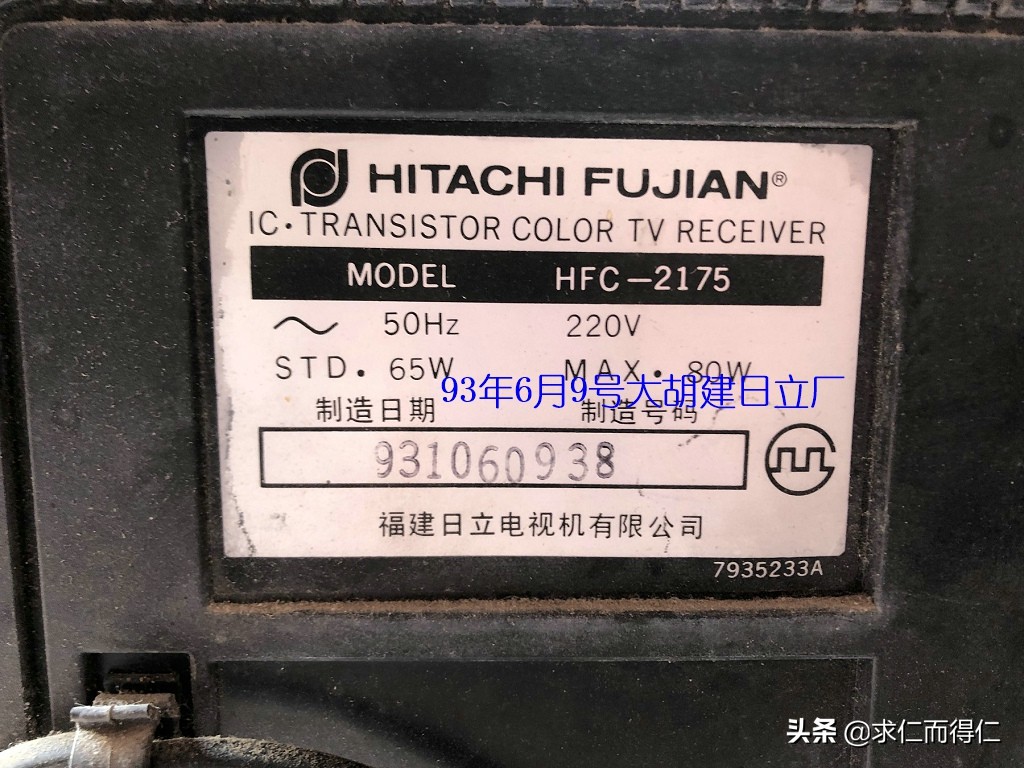 HITACHI FUJIAN®
IC·TRANSISTOR COLOR TV RECEIVER
MODEL HFC-2175
50Hz 220V
STD. 65W MAX. 80W
93年6月9号大胡建日立厂
制造日期 制造号码
931060938
福建日立电视机有限公司
7935233A
头条 @求仁而得仁